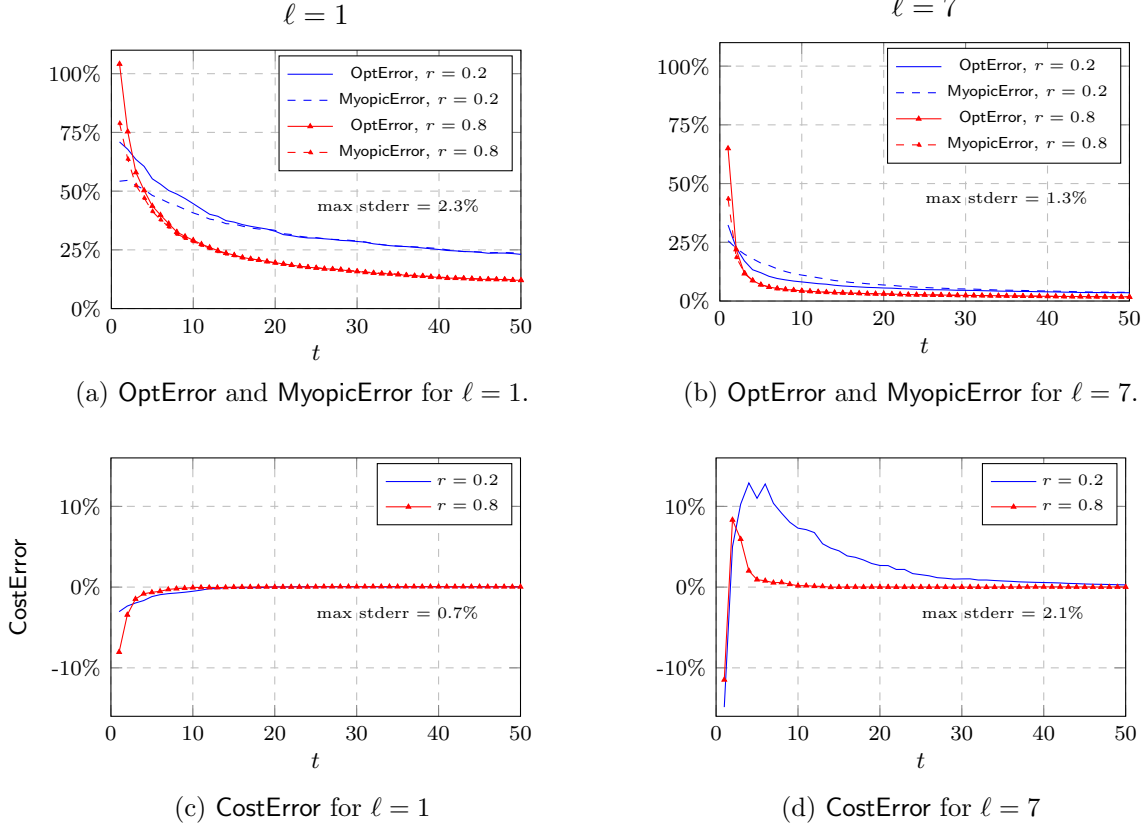 ℓ = 1
100%
75%
50%
25%
0%
OptError, r = 0.2
MyopicError, r = 0.2
OptError, r = 0.8
MyopicError, r = 0.8
max stderr = 2.3%
0 10 20 30 40 50
t
(a) OptError and MyopicError for ℓ = 1.
ℓ = 7
100%
75%
50%
25%
0%
OptError, r = 0.2
MyopicError, r = 0.2
OptError, r = 0.8
MyopicError, r = 0.8
max stderr = 1.3%
0 10 20 30 40 50
t
(b) OptError and MyopicError for ℓ = 7.
CostError
10%
0%
-10%
r = 0.2
r = 0.8
max stderr = 0.7%
0 10 20 30 40 50
t
(c) CostError for ℓ = 1
10%
0%
-10%
r = 0.2
r = 0.8
max stderr = 2.1%
0 10 20 30 40 50
t
(d) CostError for ℓ = 7